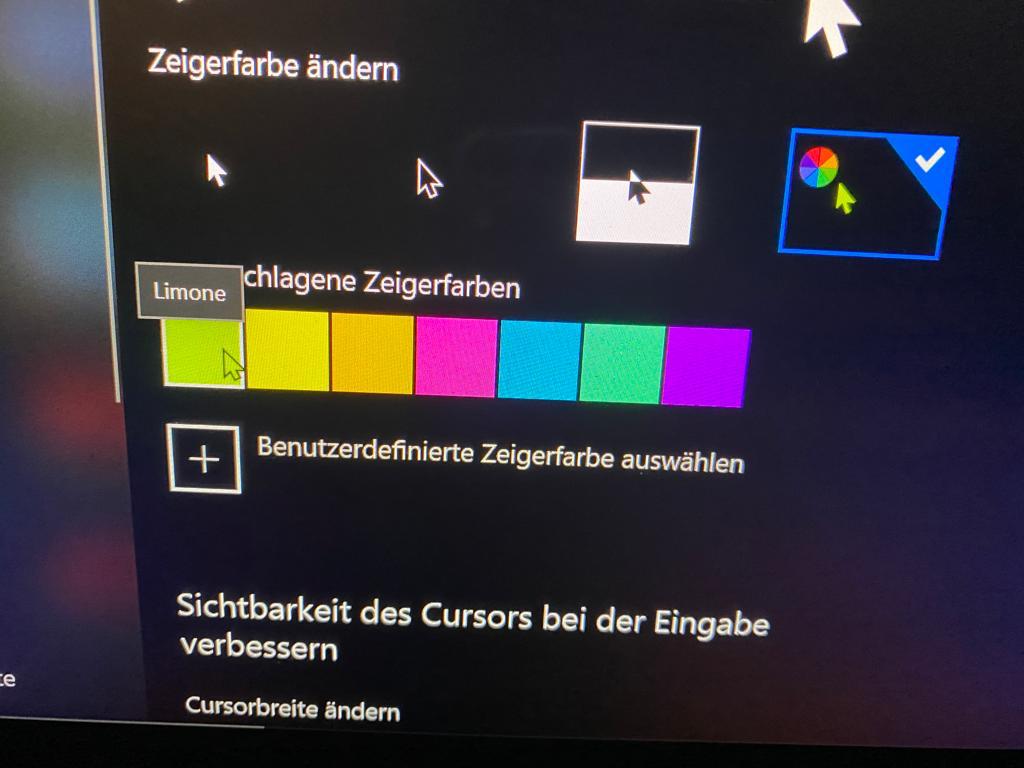 Zeigerfarbe ändern
Limone
chlagene Zeigerfarben
Benutzerdefinierte Zeigerfarbe auswählen
Sichtbarkeit des Cursors bei der Eingabe
verbessern
te
Cursorbreite ändern